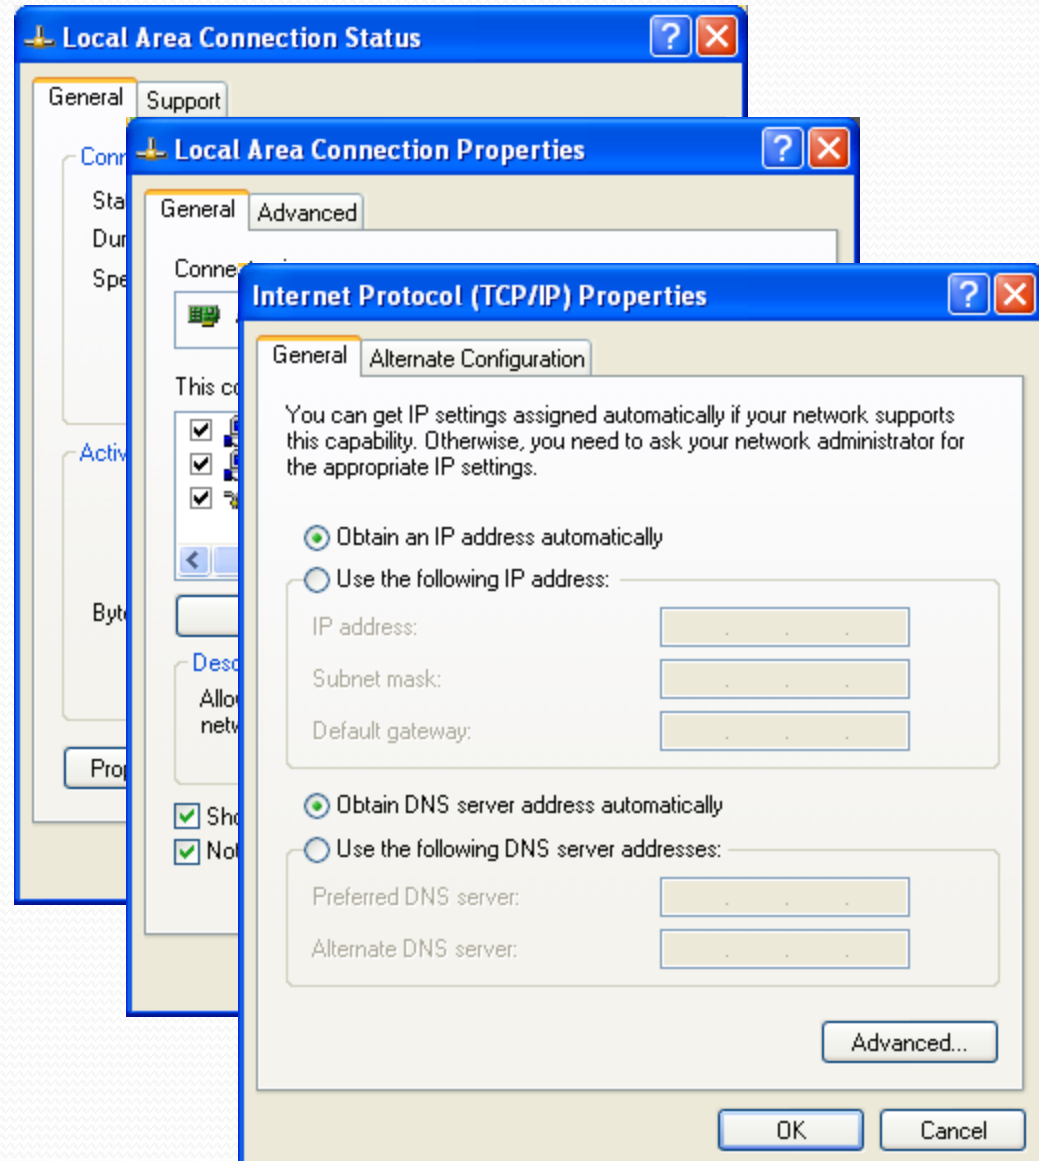 Local Area Connection Status
General
Support
Local Area Connection Properties
General
Advanced
Internet Protocol (TCP/IP) Properties
General
Alternate Configuration
You can get IP settings assigned automatically if your network supports
this capability. Otherwise, you need to ask your network administrator for
the appropriate IP settings.
Obtain an IP address automatically
Use the following IP address:
IP address:
Subnet mask:
Default gateway:
Obtain DNS server address automatically
Use the following DNS server addresses:
Preferred DNS server:
Alternate DNS server:
Advanced...
OK
Cancel